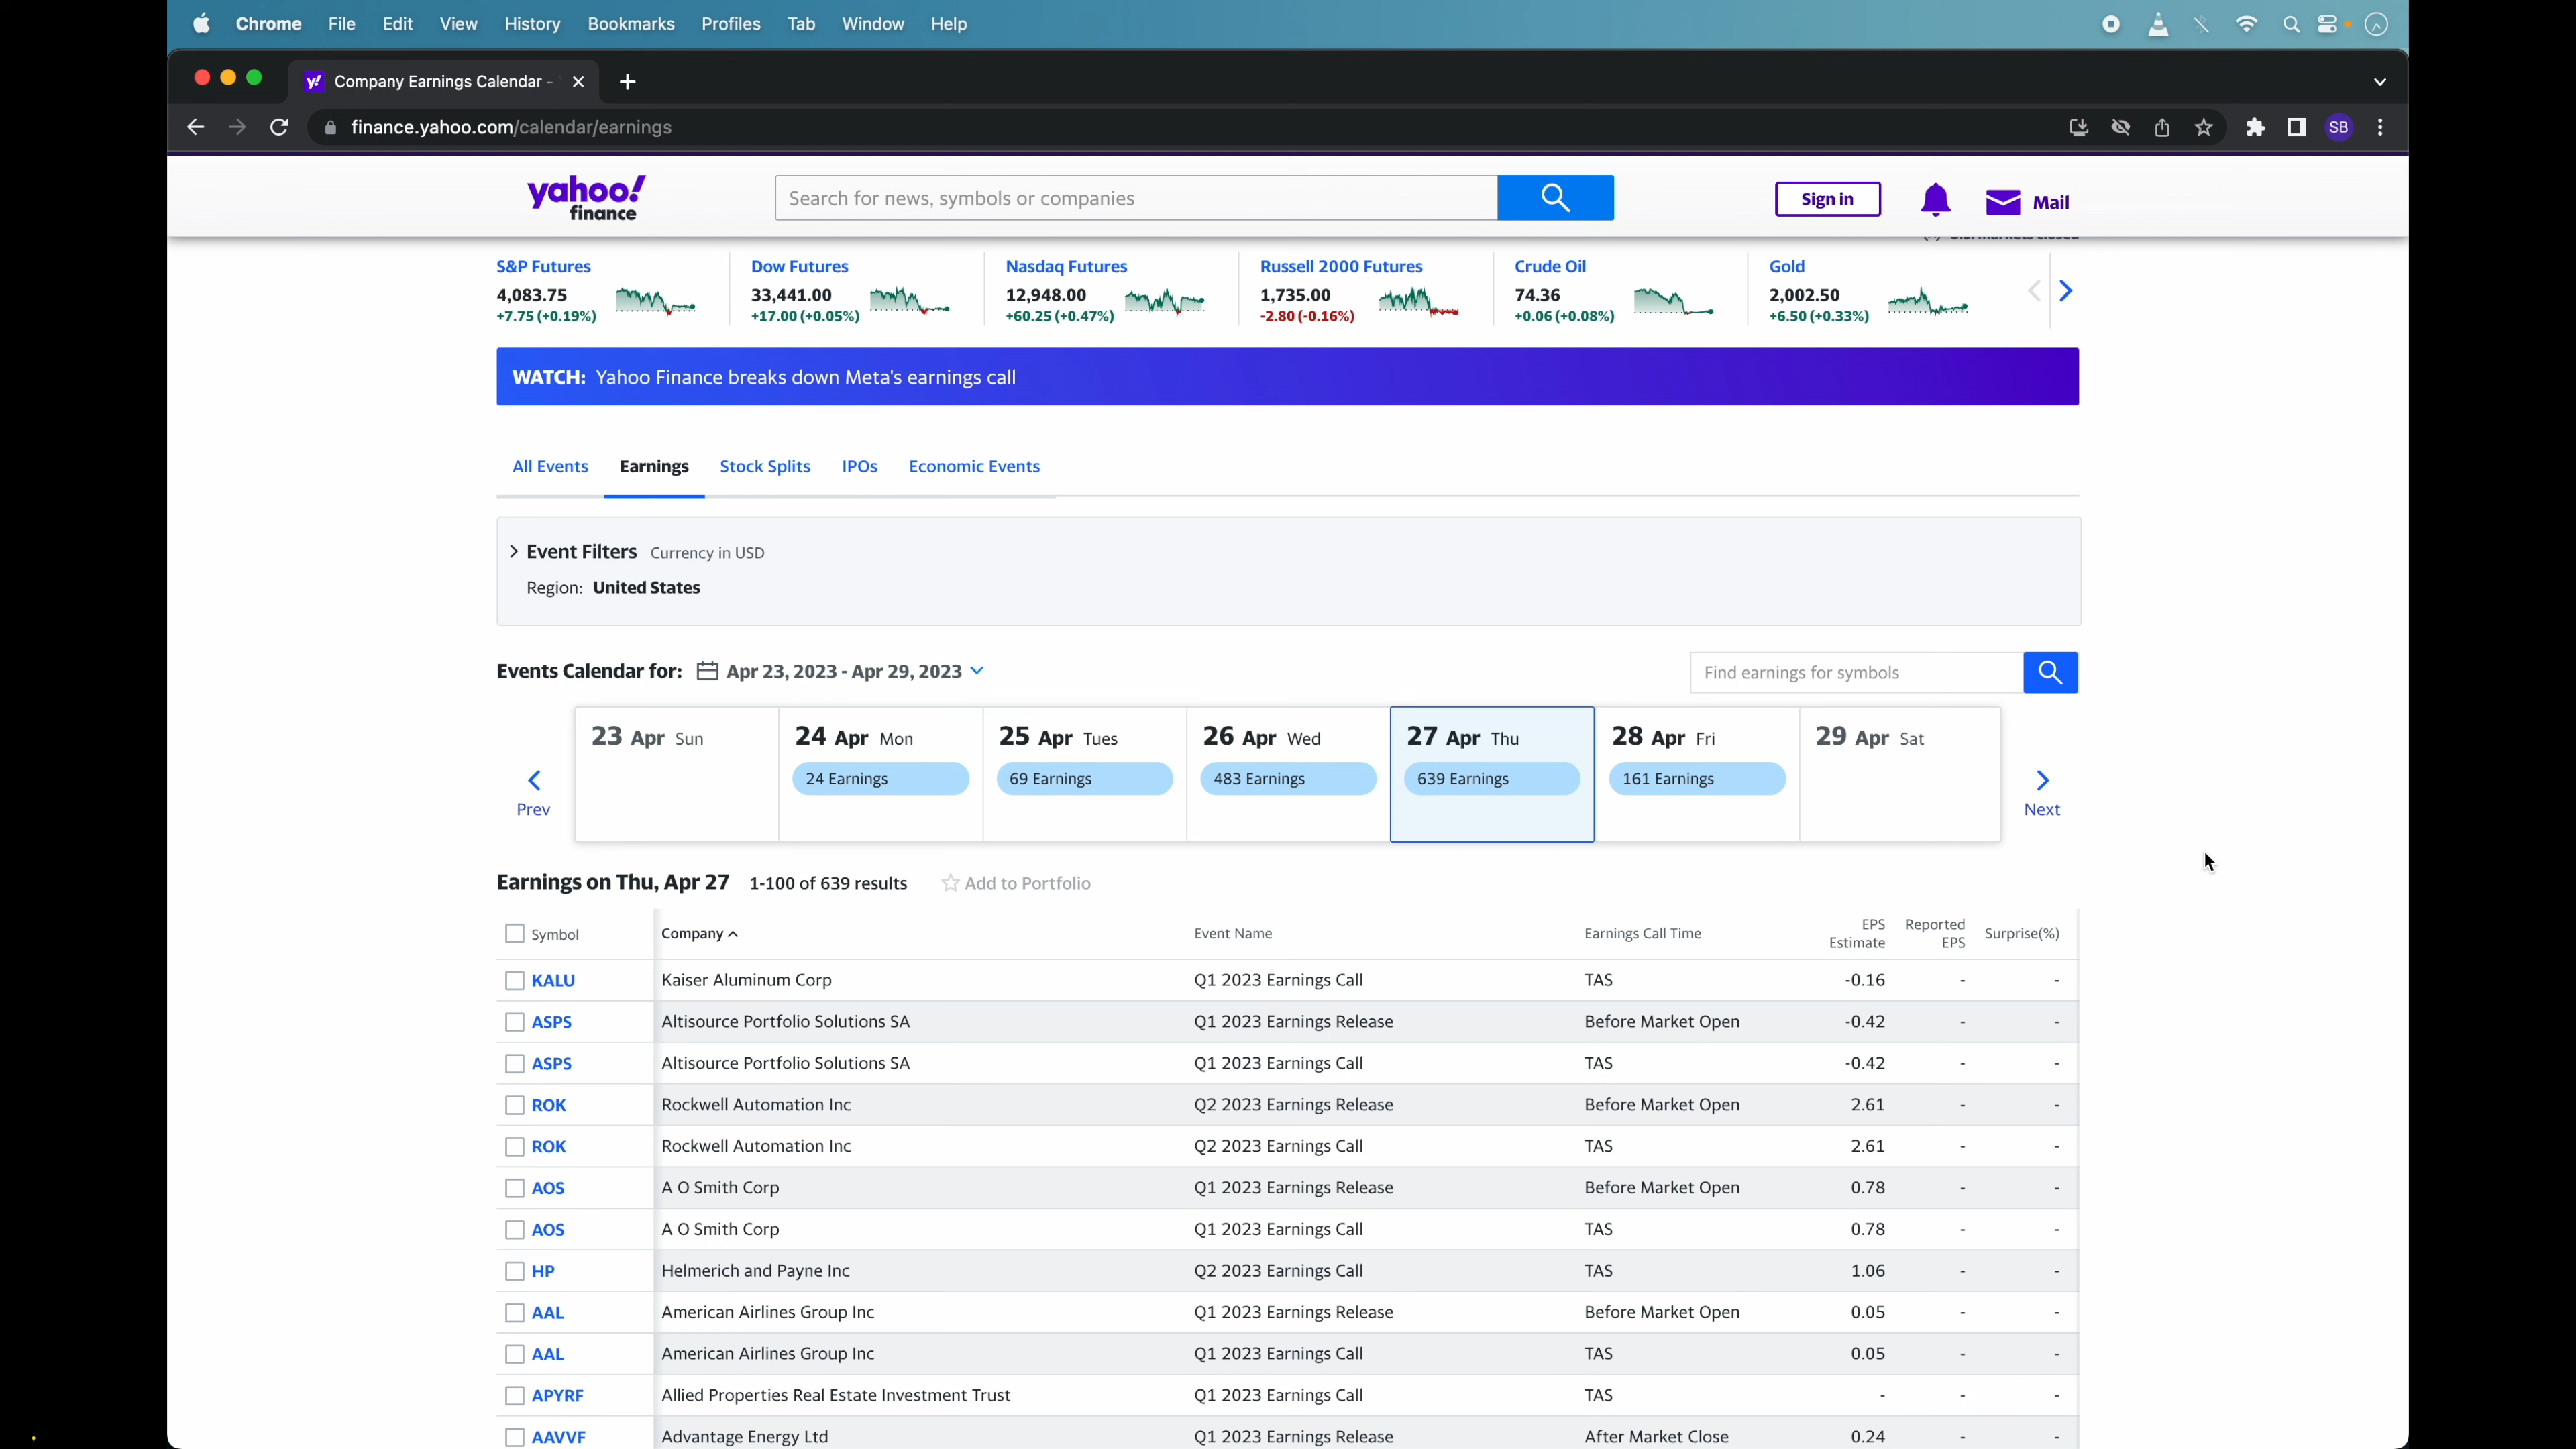 Chrome File Edit View History Bookmarks Profiles Tab Window Help
y! Company Earnings Calendar -
finance.yahoo.com/calendar/earnings
SB
yahoo!
finance
Search for news, symbols or companies
Sign in
Mail
S&P Futures Dow Futures Nasdaq Futures Russell 2000 Futures Crude Oil Gold
4,083.75 33,441.00 12,948.00 1,735.00 74.36 2,002.50
+7.75 (+0.19%) +17.00 (+0.05%) +60.25 (+0.47%) -2.80 (-0.16%) +0.06 (+0.08%) +6.50 (+0.33%)
WATCH: Yahoo Finance breaks down Meta's earnings call
All Events Earnings Stock Splits IPOs Economic Events
Event Filters Currency in USD
Region: United States
Events Calendar for: Apr 23, 2023 - Apr 29, 2023
Find earnings for symbols
23 Apr Sun 24 Apr Mon 25 Apr Tues 26 Apr Wed 27 Apr Thu 28 Apr Fri 29 Apr Sat
24 Earnings 69 Earnings 483 Earnings 639 Earnings 161 Earnings
Prev Next
Earnings on Thu, Apr 27 1-100 of 639 results Add to Portfolio
Symbol Company Event Name Earnings Call Time EPS Estimate Reported EPS Surprise(%)
KALU Kaiser Aluminum Corp Q1 2023 Earnings Call TAS -0.16 - -
ASPS Altisource Portfolio Solutions SA Q1 2023 Earnings Release Before Market Open -0.42 - -
ASPS Altisource Portfolio Solutions SA Q1 2023 Earnings Call TAS -0.42 - -
ROK Rockwell Automation Inc Q2 2023 Earnings Release Before Market Open 2.61 - -
ROK Rockwell Automation Inc Q2 2023 Earnings Call TAS 2.61 - -
AOS A O Smith Corp Q1 2023 Earnings Release Before Market Open 0.78 - -
AOS A O Smith Corp Q1 2023 Earnings Call TAS 0.78 - -
HP Helmerich and Payne Inc Q2 2023 Earnings Call TAS 1.06 - -
AAL American Airlines Group Inc Q1 2023 Earnings Release Before Market Open 0.05 - -
AAL American Airlines Group Inc Q1 2023 Earnings Call TAS 0.05 - -
APYRF Allied Properties Real Estate Investment Trust Q1 2023 Earnings Call TAS - - -
AAVVF Advantage Energy Ltd Q1 2023 Earnings Release After Market Close 0.24 - -